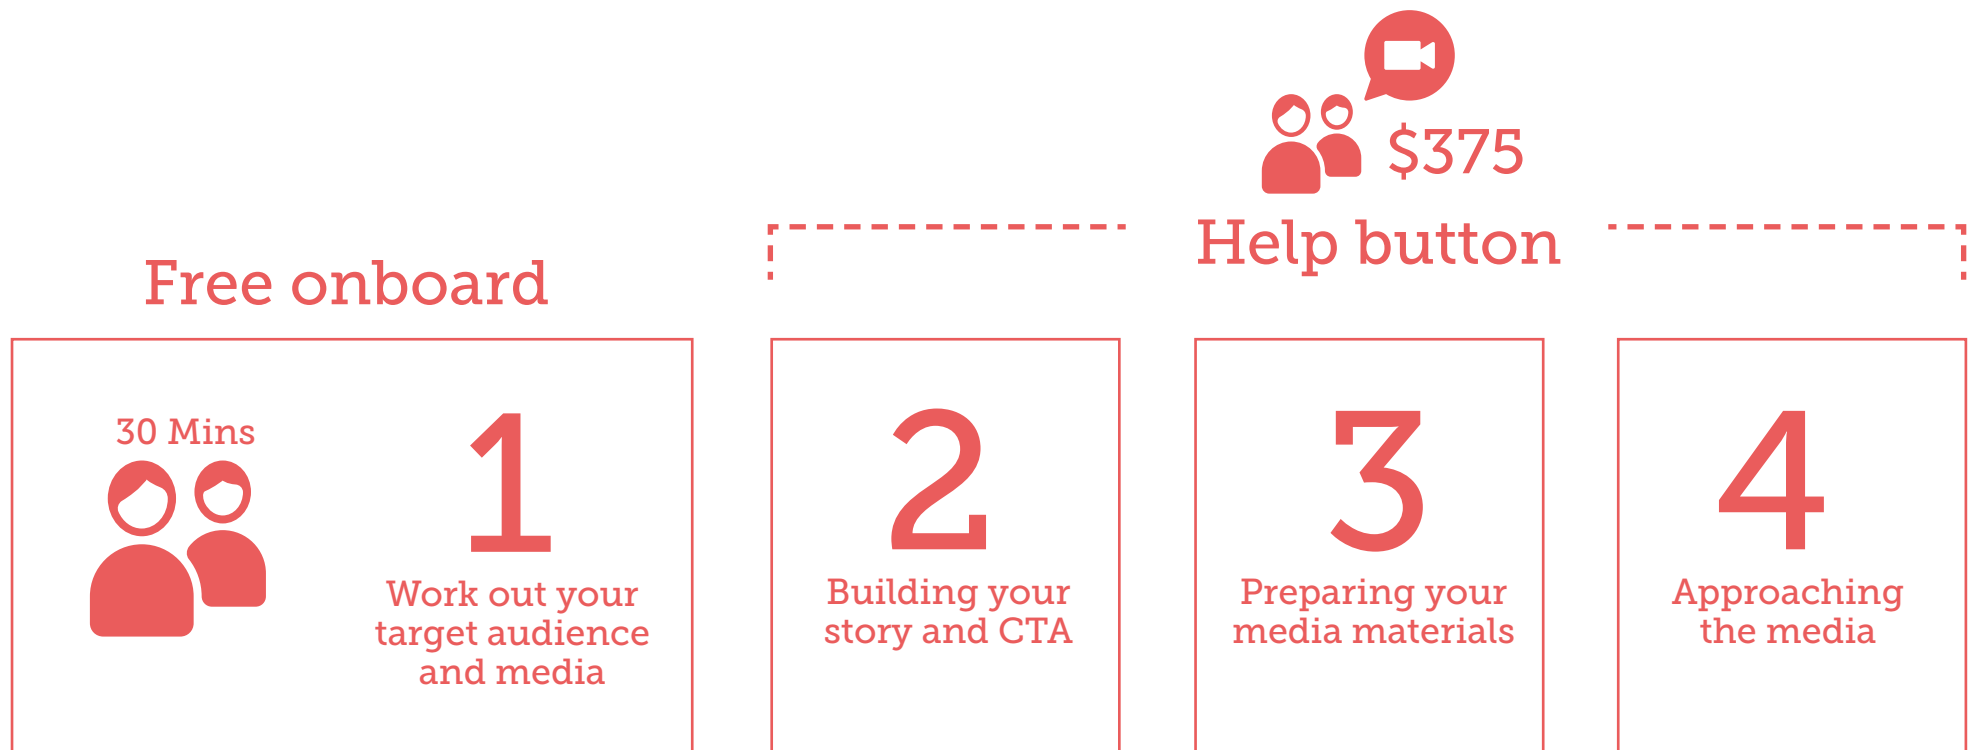 $375
Help button
Free onboard
30 Mins
1
Work out your
target audience
and media
2
Building your
story and CTA
3
Preparing your
media materials
4
Approaching
the media